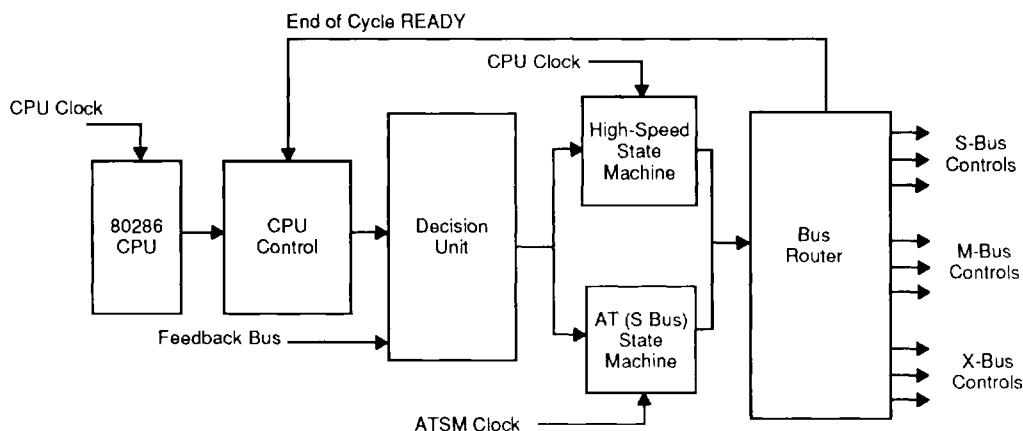 End of Cycle READY
CPU Clock
CPU Clock
High-Speed
State
Machine
S-Bus
Controls
80286
CPU
CPU
Control
Decision
Unit
Bus
Router
M-Bus
Controls
AT (S Bus)
State
Machine
Feedback Bus
X-Bus
Controls
ATSM Clock